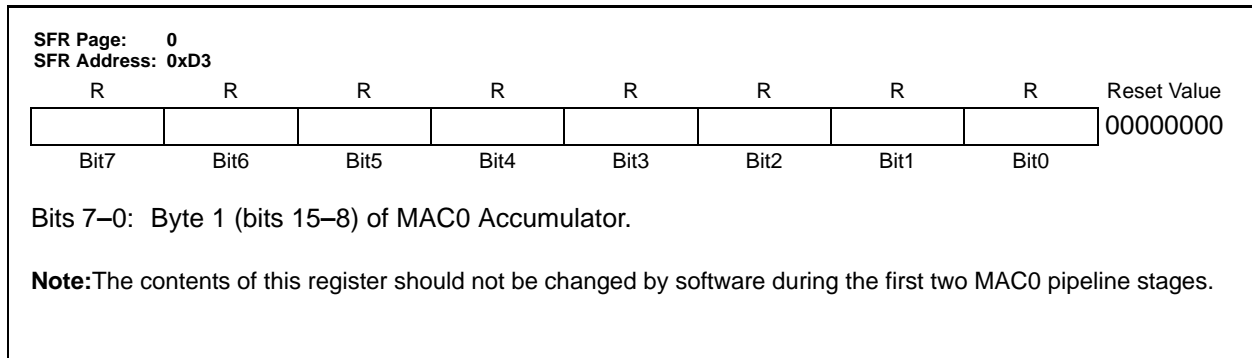 SFR Page: 0
SFR Address: 0xD3
R R R R R R R R Reset Value
00000000
Bit7 Bit6 Bit5 Bit4 Bit3 Bit2 Bit1 Bit0
Bits 7–0: Byte 1 (bits 15–8) of MAC0 Accumulator.
Note:The contents of this register should not be changed by software during the first two MAC0 pipeline stages.